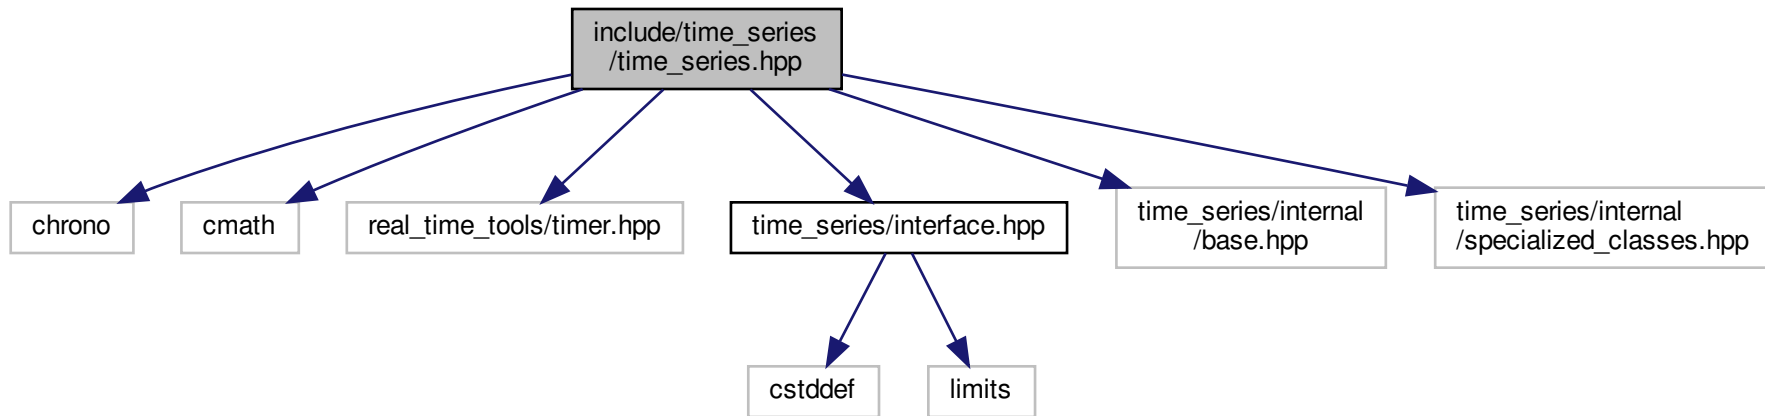 include/time_series
/time_series.hpp
chrono
cmath
real_time_tools/timer.hpp
time_series/interface.hpp
time_series/internal
/base.hpp
time_series/internal
/specialized_classes.hpp
cstddef
limits